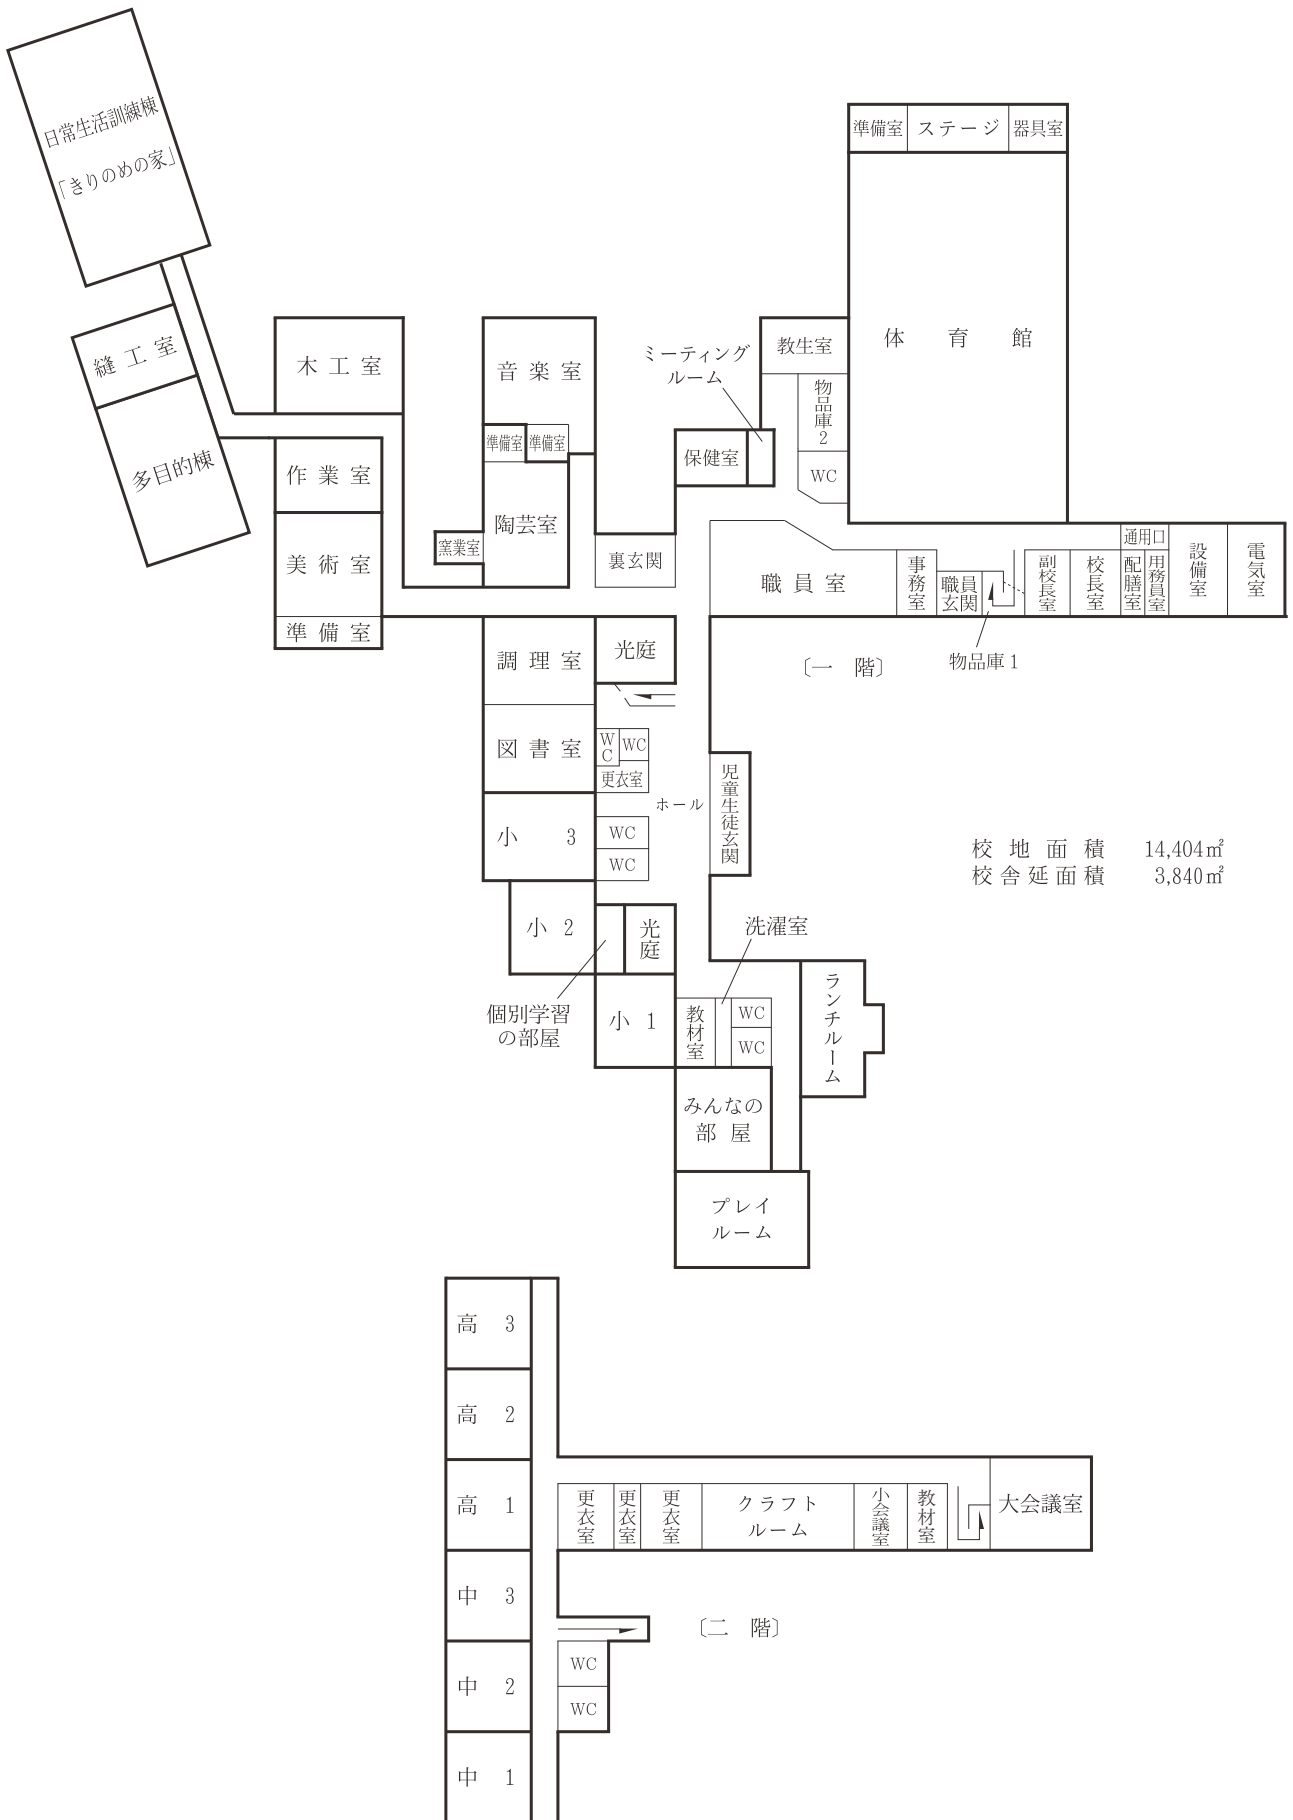 日常生活訓練棟
「きりのめの家」
準備室
ステージ
器具室
体育館
縫工室
多目的棟
木工室
音楽室
準備室
準備室
ミーティング
ルーム
教生室
物品庫2
WC
保健室
作業室
美術室
準備室
陶芸室
窯業室
裏玄関
職員室
事務室
職員
玄関
副校長室
校長室
通用口
配膳室
用務員室
設備室
電気室
物品庫1
〔一 階〕
調理室
光庭
図書室
WC
WC
更衣室
ホール
児童生徒玄関
小 3
WC
WC
校地面積 14,404㎡
校舎延面積 3,840㎡
小 2
光庭
洗濯室
個別学習
の部屋
小 1
教材室
WC
WC
ランチルーム
みんなの
部屋
プレイ
ルーム
高 3
高 2
高 1
更衣室
更衣室
更衣室
クラフト
ルーム
小会議室
教材室
大会議室
中 3
〔二 階〕
中 2
WC
WC
中 1